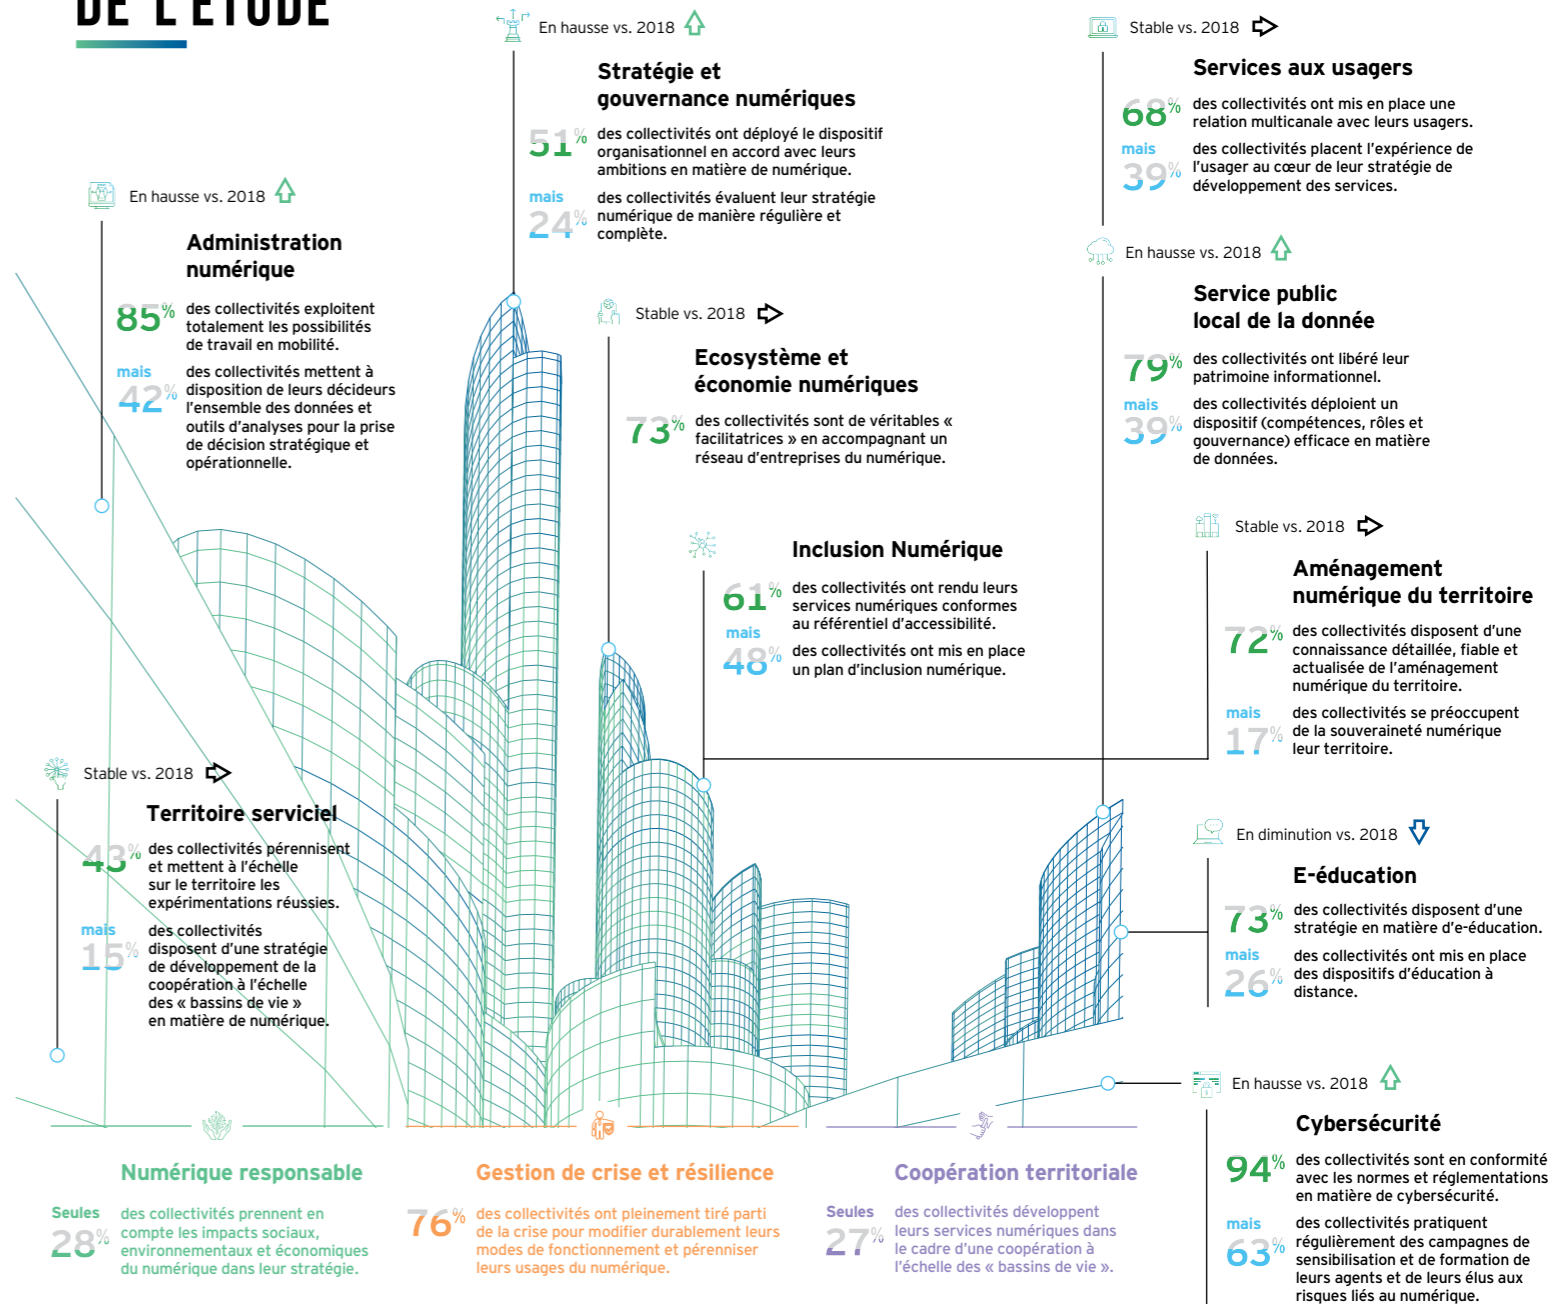 DE L'ÉTUDE
En hausse vs. 2018
Stratégie et
gouvernance numériques
51%
des collectivités ont déployé le dispositif
organisationnel en accord avec leurs
ambitions en matière de numérique.
mais
24%
des collectivités évaluent leur stratégie
numérique de manière régulière et
complète.
Stable vs. 2018
Services aux usagers
68%
des collectivités ont mis en place une
relation multicanale avec leurs usagers.
mais
39%
des collectivités placent l'expérience de
l'usager au cœur de leur stratégie de
développement des services.
En hausse vs. 2018
Administration
numérique
85%
des collectivités exploitent
totalement les possibilités
de travail en mobilité.
mais
42%
des collectivités mettent à
disposition de leurs décideurs
l'ensemble des données et
outils d'analyses pour la prise
de décision stratégique et
opérationnelle.
Stable vs. 2018
Ecosystème et
économie numériques
73%
des collectivités sont de véritables «
facilitatrices » en accompagnant un
réseau d'entreprises du numérique.
En hausse vs. 2018
Service public
local de la donnée
79%
des collectivités ont libéré leur
patrimoine informationnel.
mais
39%
des collectivités déploient un
dispositif (compétences, rôles et
gouvernance) efficace en matière
de données.
Inclusion Numérique
61%
des collectivités ont rendu leurs
services numériques conformes
au référentiel d'accessibilité.
mais
48%
des collectivités ont mis en place
un plan d'inclusion numérique.
Stable vs. 2018
Aménagement
numérique du territoire
72%
des collectivités disposent d'une
connaissance détaillée, fiable et
actualisée de l'aménagement
numérique du territoire.
mais
17%
des collectivités se préoccupent
de la souveraineté numérique
leur territoire.
Stable vs. 2018
Territoire serviciel
43%
des collectivités pérennisent
et mettent à l'échelle
sur le territoire les
expérimentations réussies.
mais
15%
des collectivités
disposent d'une stratégie
de développement de la
coopération à l'échelle
des « bassins de vie »
en matière de numérique.
En diminution vs. 2018
E-éducation
73%
des collectivités disposent d'une
stratégie en matière d'e-éducation.
mais
26%
des collectivités ont mis en place
des dispositifs d'éducation à
distance.
En hausse vs. 2018
Cybersécurité
94%
des collectivités sont en conformité
avec les normes et réglementations
en matière de cybersécurité.
mais
63%
des collectivités pratiquent
régulièrement des campagnes de
sensibilisation et de formation de
leurs agents et de leurs élus aux
risques liés au numérique.
Numérique responsable
Seules
28%
des collectivités prennent en
compte les impacts sociaux,
environnementaux et économiques
du numérique dans leur stratégie.
Gestion de crise et résilience
76%
des collectivités ont pleinement tiré parti
de la crise pour modifier durablement leurs
modes de fonctionnement et pérenniser
leurs usages du numérique.
Coopération territoriale
Seules
27%
des collectivités développent
leurs services numériques dans
le cadre d'une coopération à
l'échelle des « bassins de vie ».